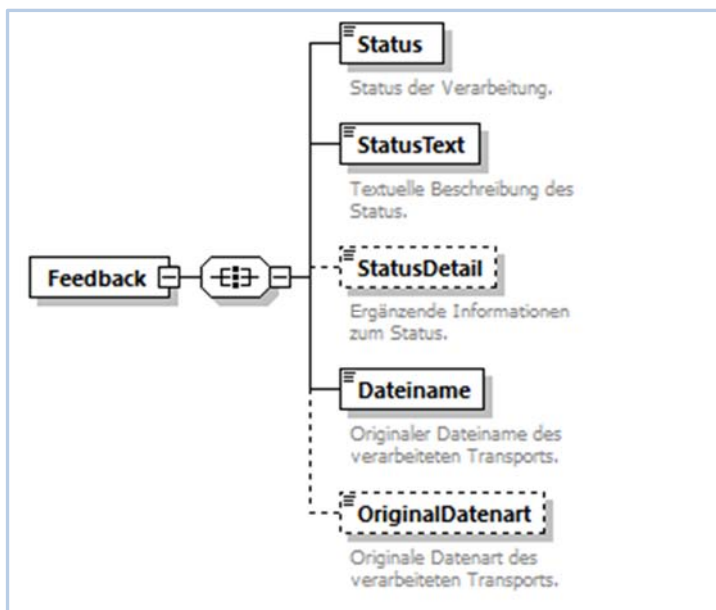 Status
Status der Verarbeitung.
StatusText
Textuelle Beschreibung des
Status.
Feedback
StatusDetail
Ergänzende Informationen
zum Status.
Dateiname
Originaler Dateiname des
verarbeiteten Transports.
OriginalDatenart
Originale Datenart des
verarbeiteten Transports.